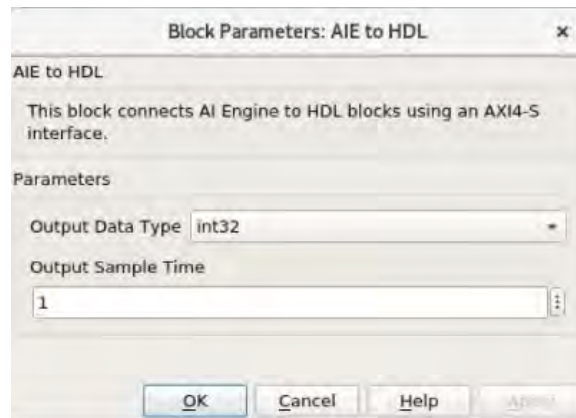 Block Parameters: AIE to HDL
AIE to HDL
This block connects AI Engine to HDL blocks using an AXI4-S
interface.
Parameters
Output Data Type int32
Output Sample Time
1
OK Cancel Help Apply